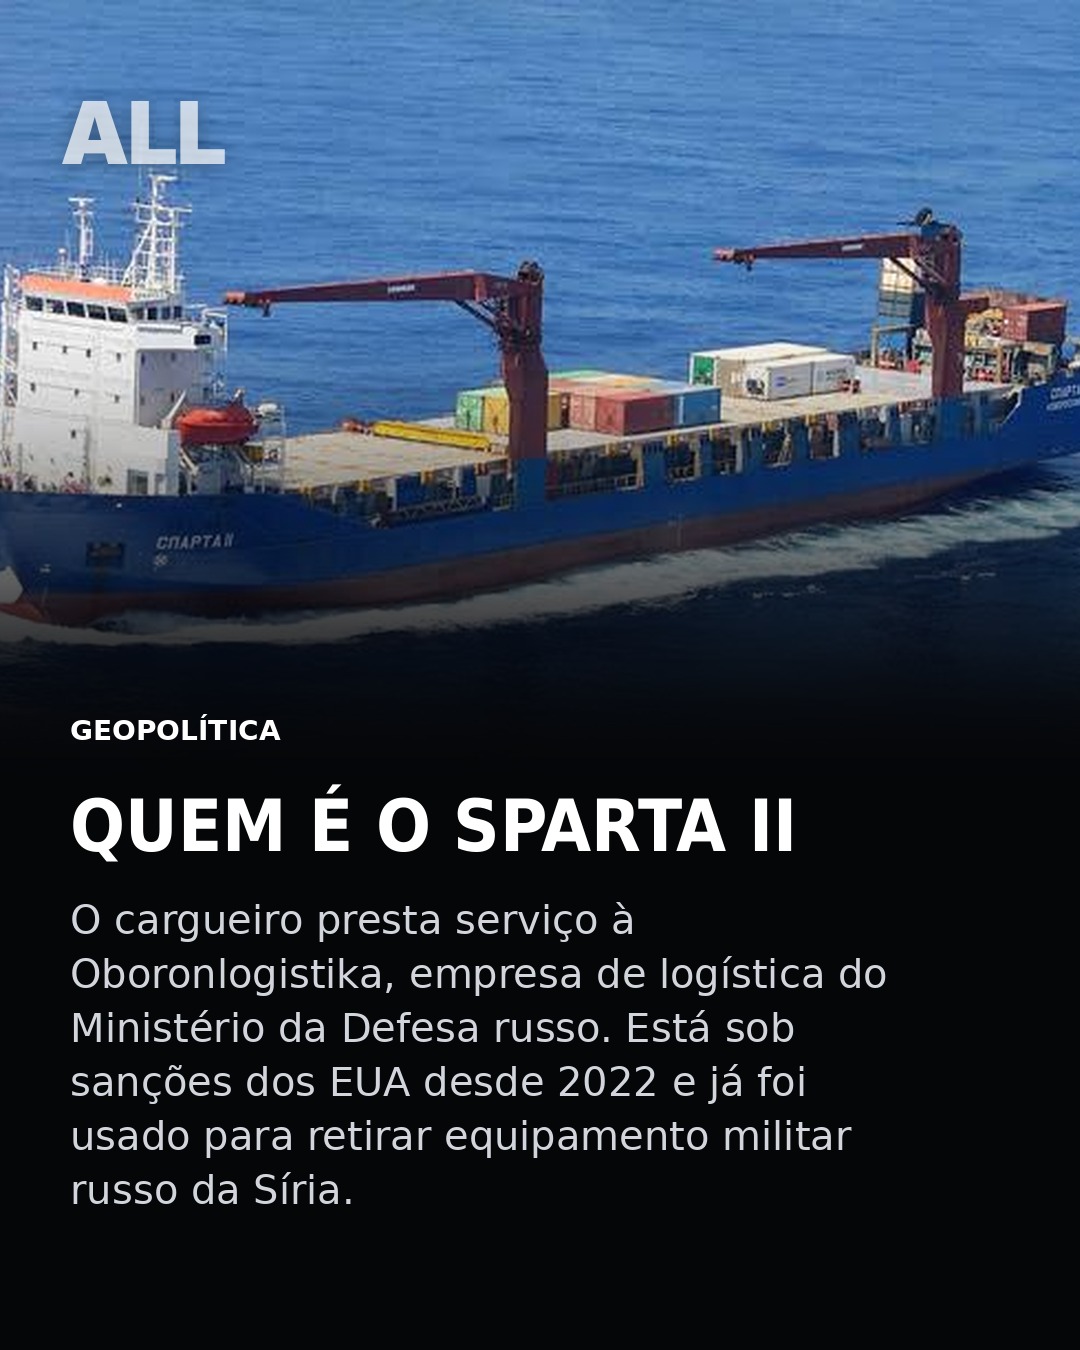 ALL
СПАРТА II
GEOPOLÍTICA
QUEM É O SPARTA II
O cargueiro presta serviço à
Oboronlogistika, empresa de logística do
Ministério da Defesa russo. Está sob
sanções dos EUA desde 2022 e já foi
usado para retirar equipamento militar
russo da Síria.